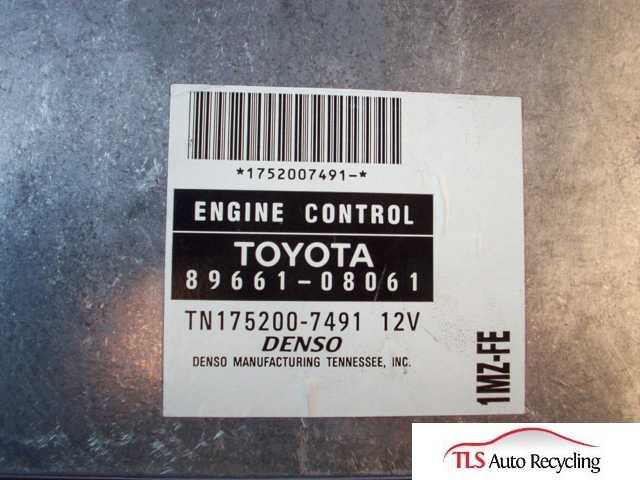 *1752007491-*
ENGINE CONTROL
TOYOTA
89661-08061
TN175200-7491 12V
DENSO
DENSO MANUFACTURING TENNESSEE, INC.
1MZ-FE
TLS Auto Recycling